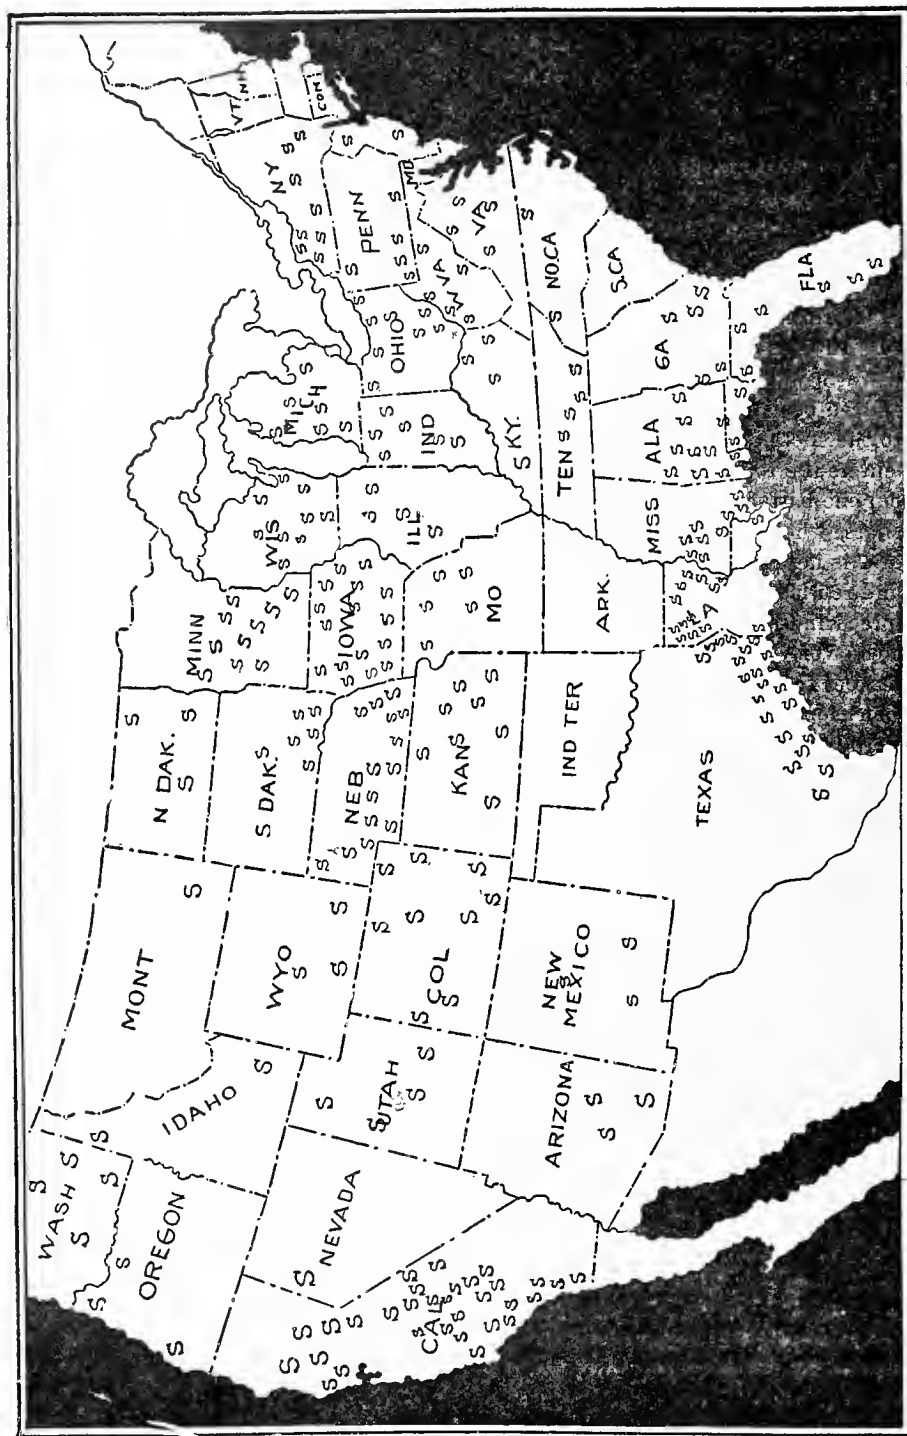 WASH
OREGON
IDAHO
MONT
N DAK.
MINN
WIS
MICH
NY
VT
NH
CON
WYO
S DAK.
IOWA
NEB
ILL
IND
OHIO
PENN
MD
NEVADA
UTAH
COL
KAN
MO
KY.
W VA
VA
CAL
ARIZONA
NEW
MEXICO
IND TER
ARK.
TEN
NO.CA
S.CA
TEXAS
LA
MISS
ALA
GA
FLA